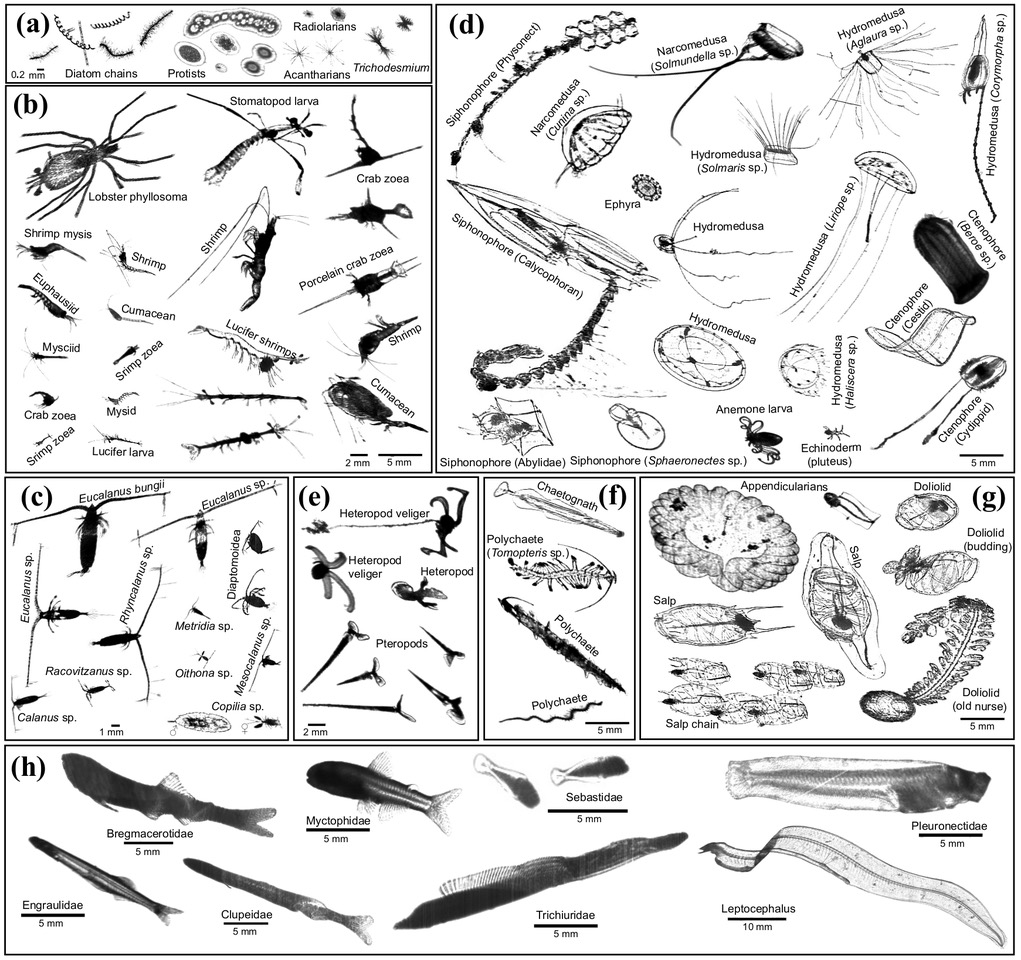 (a)
0.2 mm
Diatom chains
Protists
Radiolarians
Acantharians
Trichodesmium
(b)
Stomatopod larva
Lobster phyllosoma
Crab zoea
Shrimp mysis
Shrimp
Shrimp
Porcelain crab zoea
Euphausiid
Cumacean
Lucifer shrimps
Shrimp
Mysciid
Srimp zoea
Cumacean
Crab zoea
Mysid
Srimp zoea
Lucifer larva
2 mm
5 mm
(c)
Eucalanus bungii
Eucalanus sp.
Eucalanus sp.
Rhyncalanus sp.
Diaptomoidea
Metridia sp.
Racovitzanus sp.
Oithona sp.
Mesocalanus sp.
Calanus sp.
Copilia sp.
1 mm
♂
♀
(d)
Siphonophore (Physonect)
Narcomedusa
(Solmundella sp.)
Hydromedusa
(Aglaura sp.)
Hydromedusa (Corymorpha sp.)
Narcomedusa
(Cunina sp.)
Hydromedusa
(Solmaris sp.)
Ephyra
Hydromedusa (Liriope sp.)
Ctenophore
(Beroe sp.)
Siphonophore (Calycophoran)
Hydromedusa
Ctenophore
(Cestid)
Hydromedusa
Hydromedusa
(Haliscera sp.)
Ctenophore
(Cydippid)
Siphonophore (Abylidae)
Siphonophore (Sphaeronectes sp.)
Anemone larva
Echinoderm
(pluteus)
5 mm
(e)
Heteropod veliger
Heteropod
veliger
Heteropod
Pteropods
2 mm
(f)
Chaetognath
Polychaete
(Tomopteris sp.)
Polychaete
Polychaete
5 mm
(g)
Appendicularians
Doliolid
Doliolid
(budding)
Salp
Salp
Salp chain
Doliolid
(old nurse)
5 mm
(h)
Bregmacerotidae
5 mm
Myctophidae
5 mm
Sebastidae
5 mm
Pleuronectidae
5 mm
Engraulidae
5 mm
Clupeidae
5 mm
Trichiuridae
5 mm
Leptocephalus
10 mm